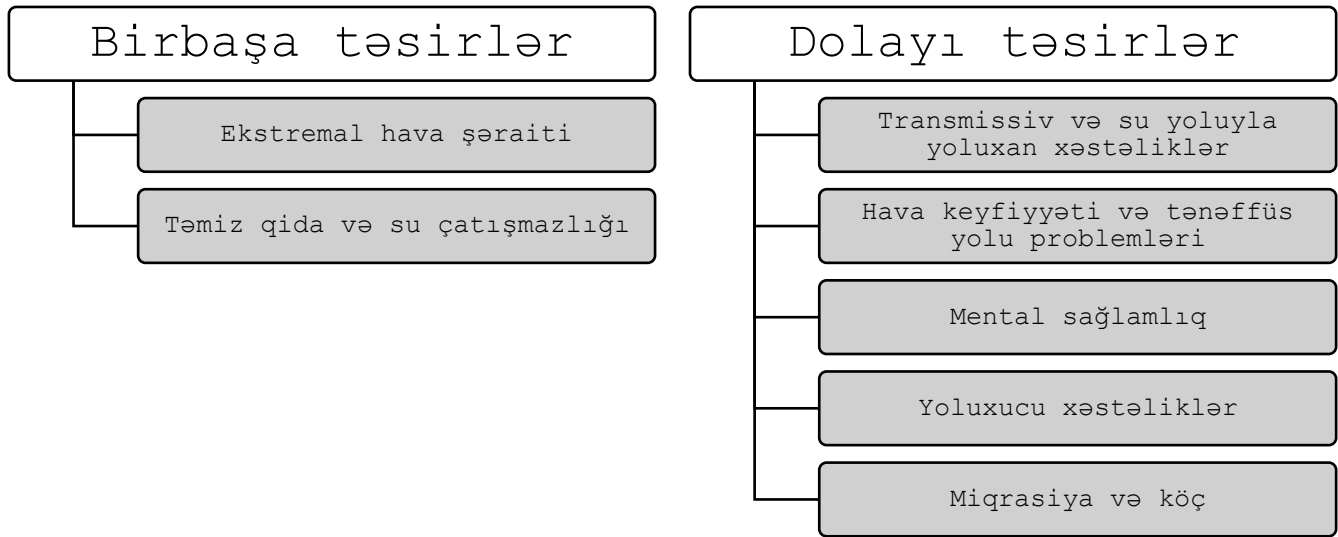 Birbaşa təsirlər
Ekstremal hava şəraiti
Təmiz qida və su çatışmazlığı
Dolayı təsirlər
Transmissiv və su yoluyla
yoluxan xəstəliklər
Hava keyfiyyəti və tənəffüs
yolu problemləri
Mental sağlamlıq
Yoluxucu xəstəliklər
Miqrasiya və köç